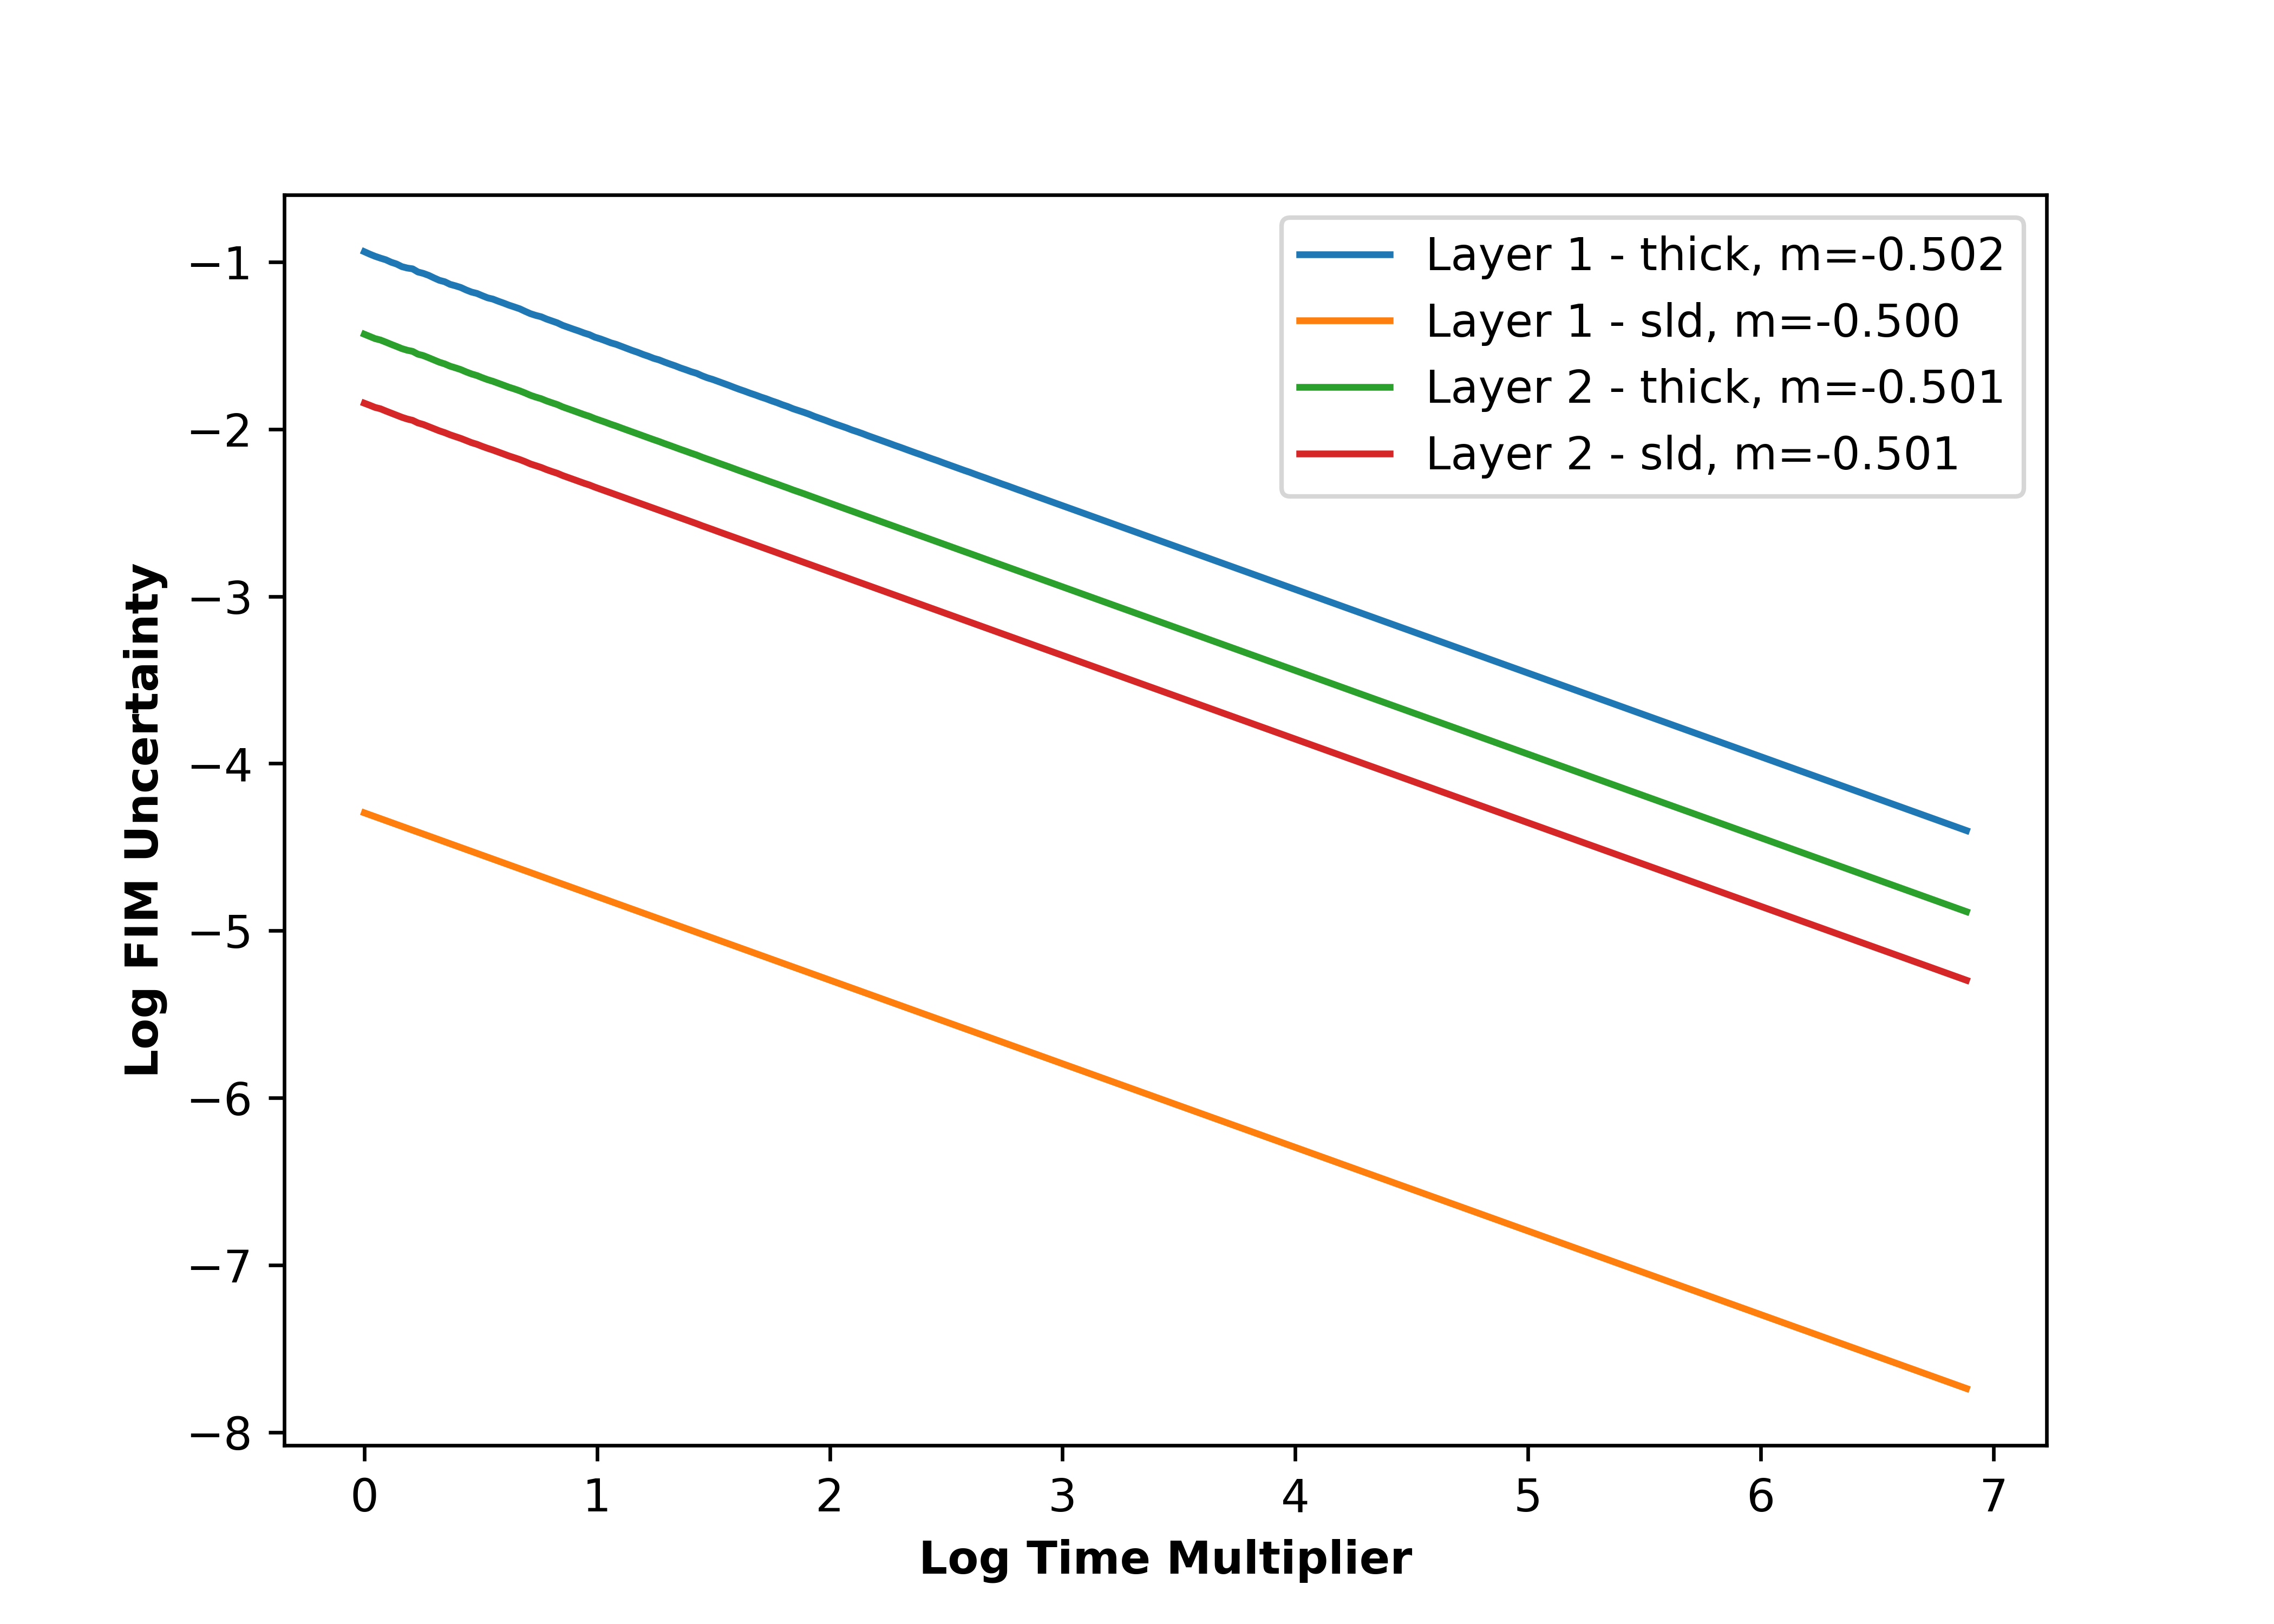 Layer 1 - thick, m=-0.502
Layer 1 - sld, m=-0.500
Layer 2 - thick, m=-0.501
Layer 2 - sld, m=-0.501
Log FIM Uncertainty
−1
−2
−3
−4
−5
−6
−7
−8
0 1 2 3 4 5 6 7
Log Time Multiplier